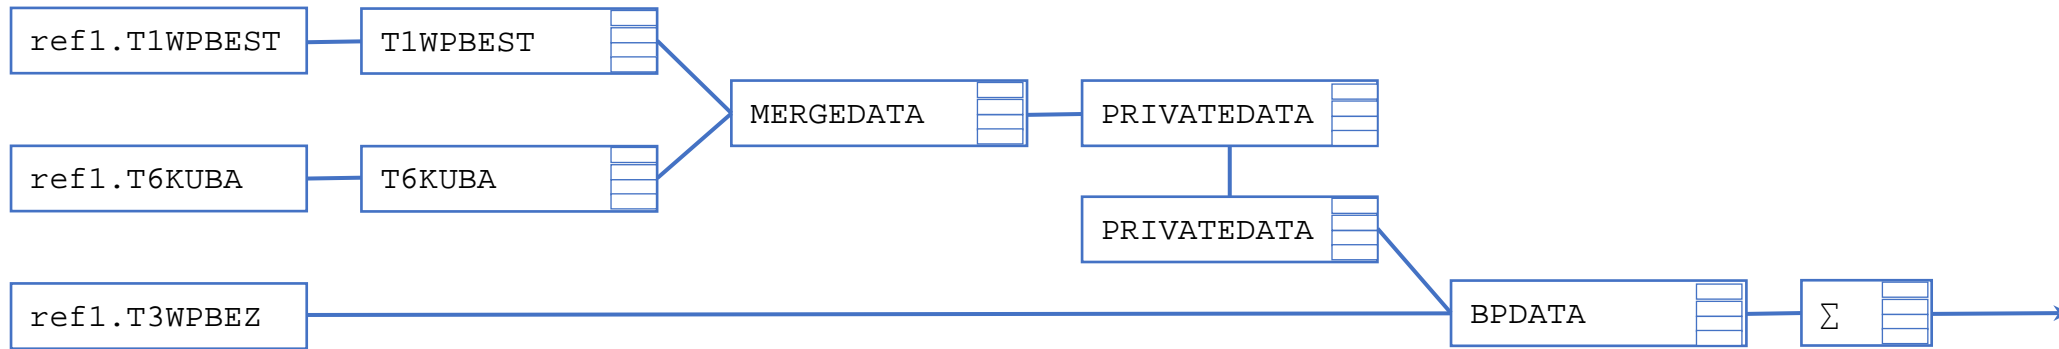 ref1.T1WPBEST
T1WPBEST
MERGEDATA
PRIVATEDATA
ref1.T6KUBA
T6KUBA
PRIVATEDATA
ref1.T3WPBEZ
BPDATA
∑